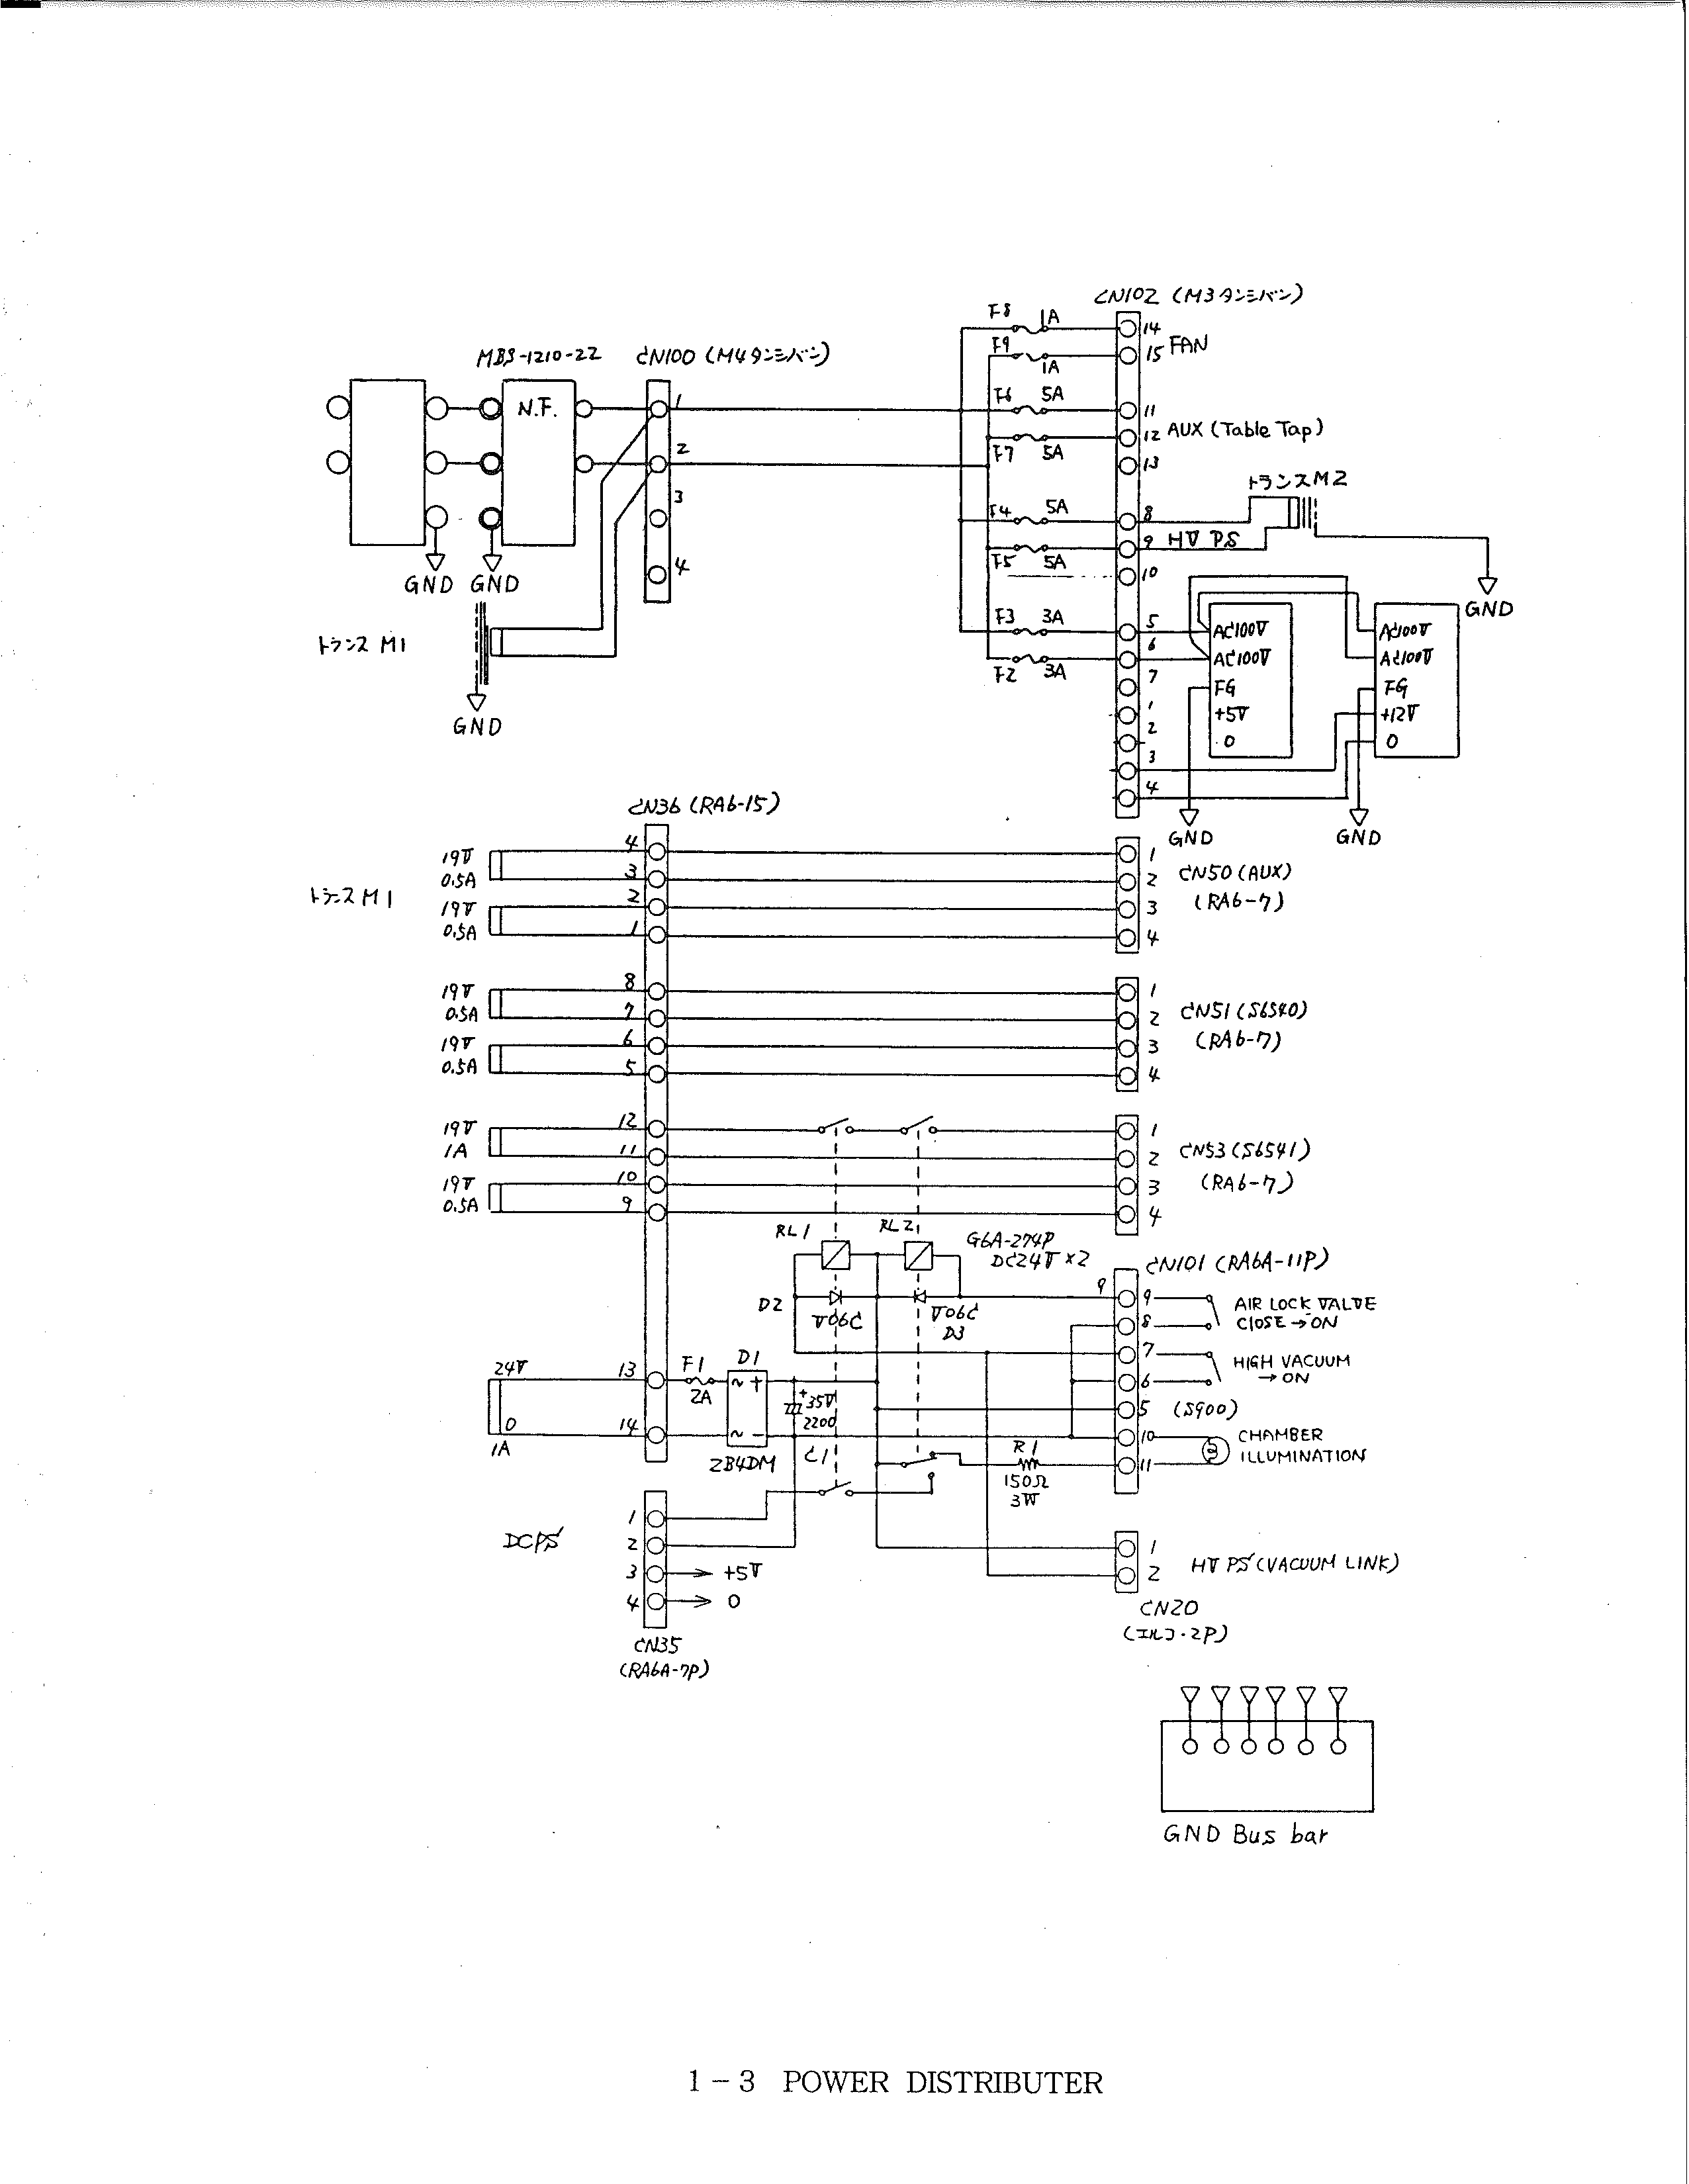 CN102 (M3タンシバン)
F8 1A 14
F9 1A 15 FAN
MBS-1210-22 CN100 (M4タンシバン)
N.F. 1 F6 5A 11
12 AUX (Table Tap)
2 F7 5A 13
トランスM2
3 F4 5A 8
9 HV PS
4 F5 5A 10
GND GND
GND
トランス M1
F3 3A 5 AC100V AC100V
6 AC100V AC100V
F2 3A 7 FG FG
1 +5V +12V
2 0 0
3
4
GND
GND GND
CN36 (RA6-15)
19V 4 1
0.5A 3 2 CN50 (AUX)
トランスM1
19V 2 3 (RA6-7)
0.5A 1 4
19V 8 1
0.5A 7 2 CN51 (S6540)
19V 6 3 (RA6-7)
0.5A 5 4
19V 12 1
1A 11 2 CN53 (S6541)
19V 10 3 (RA6-7)
0.5A 9 4
RL1 RL2
G6A-274P
DC24V×2
CN101 (RA6A-11P)
9 9 AIR LOCK VALVE
8 ClOSE→ON
D2 V06C V06C
D3
7 HIGH VACUUM
6 →ON
24V 13 F1 2A D1
~ +
+ 35V
2200
5 (S900)
0 14 ~ −
1A 2B4DM C1
10 CHAMBER
11 ILLUMINATION
R1
150Ω
3W
DCPS
1
2
3 +5V
4 0
CN35
(RA6A-7P)
1
2 HV PS (VACUUM LINK)
CN20
(エルコ・2P)
GND Bus bar
1－3 POWER DISTRIBUTER